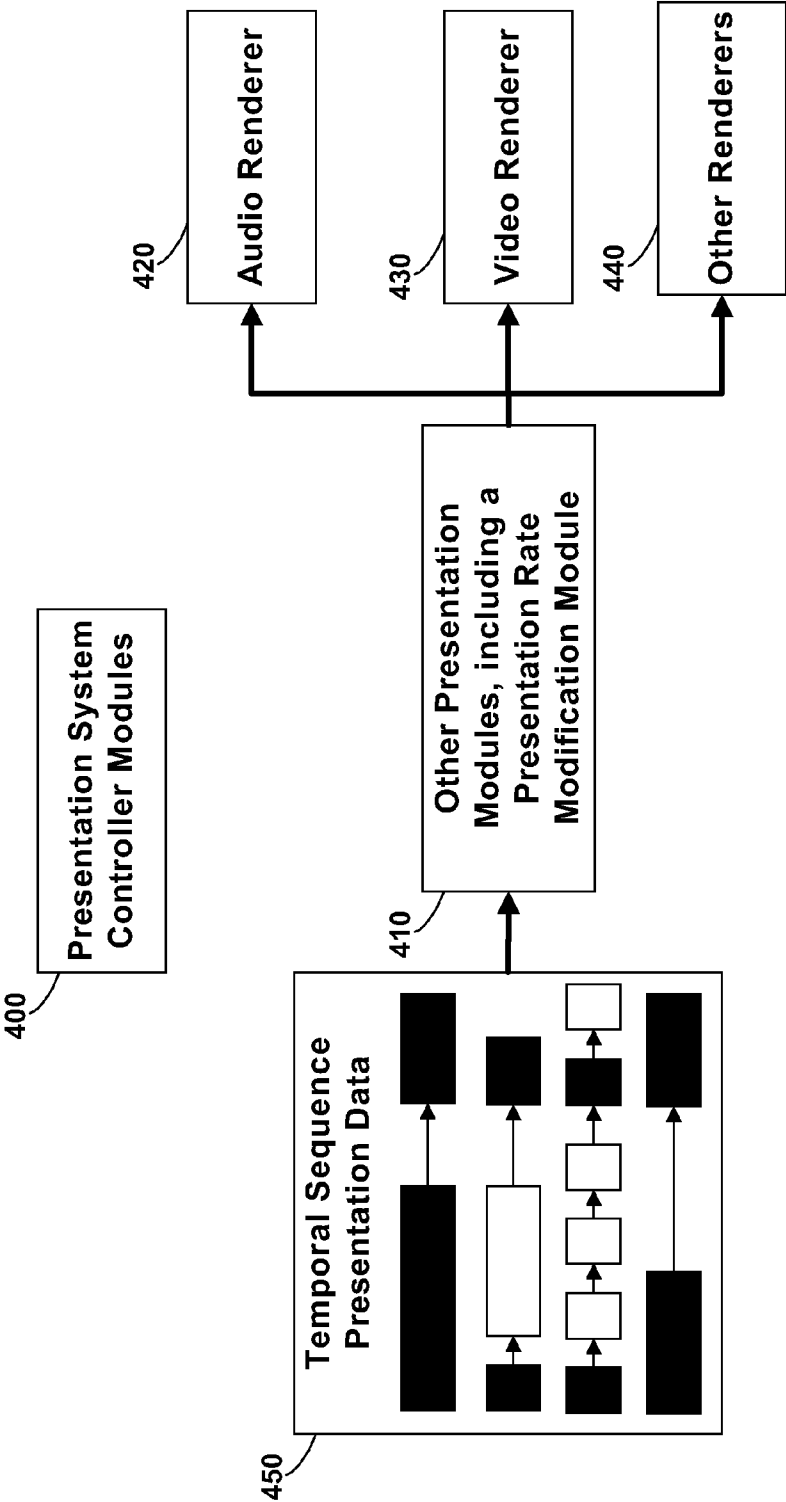 400
Presentation System
Controller Modules
450
Temporal Sequence
Presentation Data
410
Other Presentation
Modules, including a
Presentation Rate
Modification Module
420
Audio Renderer
430
Video Renderer
440
Other Renderers